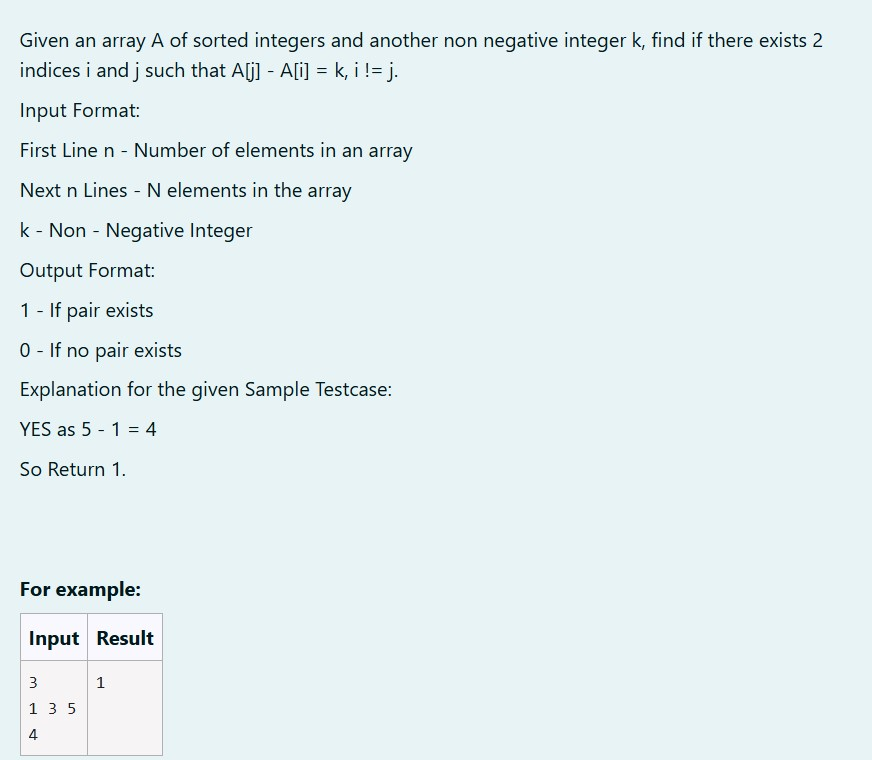 Given an array A of sorted integers and another non negative integer k, find if there exists 2
indices i and j such that A[j] - A[i] = k, i != j.
Input Format:
First Line n - Number of elements in an array
Next n Lines - N elements in the array
k - Non - Negative Integer
Output Format:
1 - If pair exists
0 - If no pair exists
Explanation for the given Sample Testcase:
YES as 5 - 1 = 4
So Return 1.
For example:
Input Result
3 1
1 3 5
4